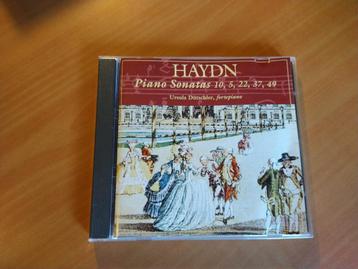 HAYDN
Piano Sonatas 10, 5, 22, 37, 49
Ursula Dütschler, fortepiano